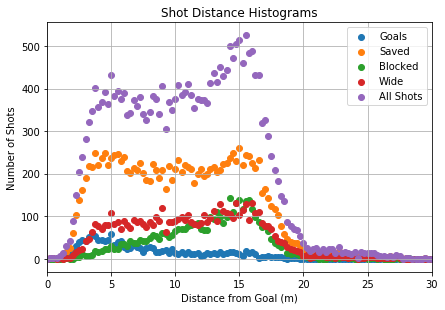 Shot Distance Histograms
Goals
Saved
Blocked
Wide
All Shots
Number of Shots
500
400
300
200
100
0
0 5 10 15 20 25 30
Distance from Goal (m)